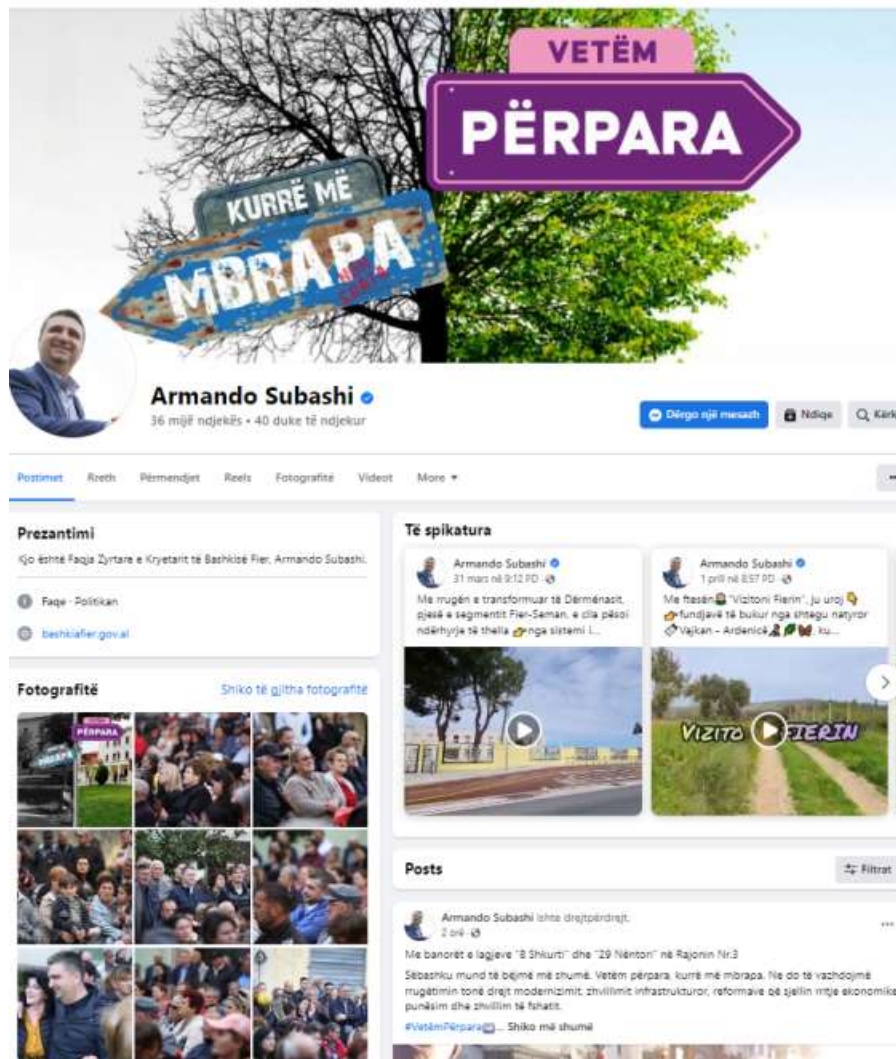 VETËM
PËRPARA
KURRË MË
MBRAPA
Armando Subashi
36 mijë ndjekës • 40 duke të ndjekur
Dërgo një mesazh
Ndiqe
Kërk
Postimet Rreth Përmendjet Reels Fotografitë Videot More
Prezantimi
Kjo është Faqja Zyrtare e Kryetarit të Bashkisë Fier, Armando Subashi.
Faqe · Politikan
bashkiafier.gov.al
Fotografitë
Shiko të gjitha fotografitë
PËRPARA
MBRAPA
Të spikatura
Armando Subashi
31 mars në 9:12 PD
Me rrugën e transformuar të Dërmënasit,
pjesë e segmentit Fier-Seman, e cila pësoi
ndërhyrje të thella 👉nga sistemi i...
Armando Subashi
1 prill në 8:57 PD
Me ftesën "Vizitoni Fierin", ju uroj 👇
👉fundjavë të bukur nga shtegu natyror
Vajkan – Ardenicë ku...
VIZITO FIERIN
Posts
Filtrat
Armando Subashi ishte drejtpërdrejt.
2 orë
Me banorët e lagjeve "8 Shkurti" dhe "29 Nëntori" në Rajonin Nr.3
Sëbashku mund të bëjmë më shumë. Vetëm përpara, kurrë më mbrapa. Ne do të vazhdojmë
rrugëtimin tonë drejt modernizimit, zhvillimit infrastrukturor, reformave që sjellin rritje ekonomike,
punësim dhe zhvillim të fshatit.
#VetëmPërpara... Shiko më shumë